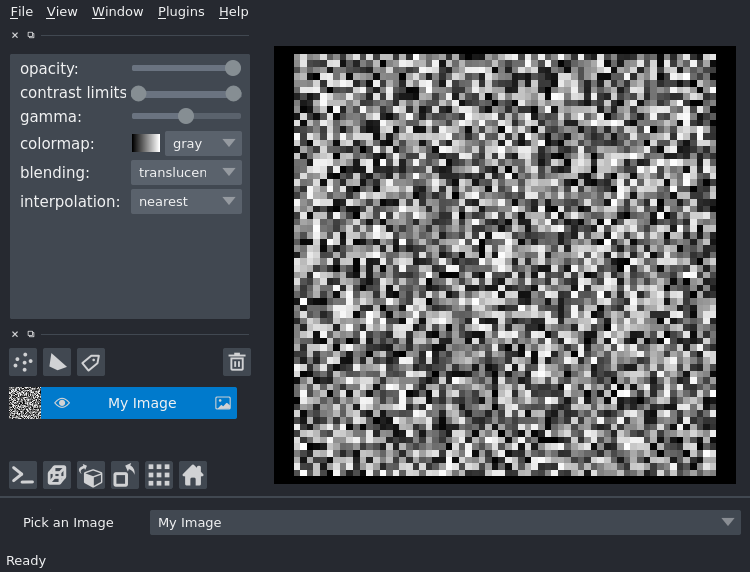 File View Window Plugins Help
opacity:
contrast limits
gamma:
colormap: gray
blending: translucen
interpolation: nearest
My Image
Pick an Image My Image
Ready